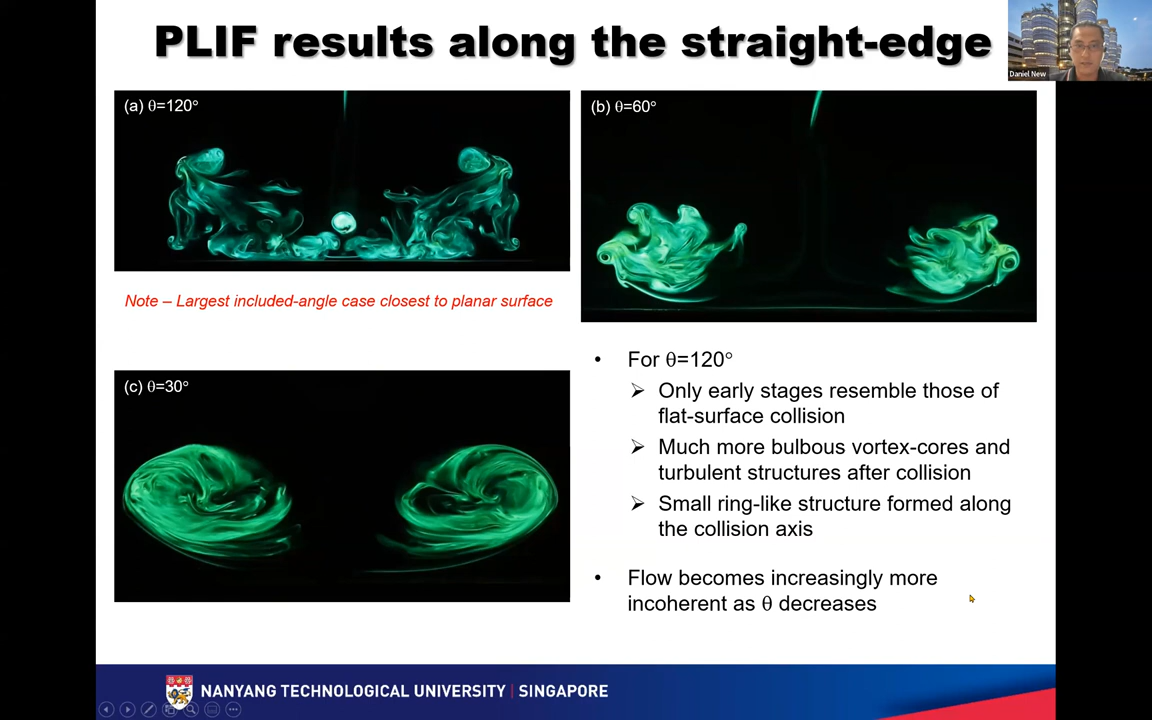 PLIF results along the straight-edge
Daniel New
(a) θ=120°
(b) θ=60°
Note – Largest included-angle case closest to planar surface
(c) θ=30°
• For θ=120°
➢ Only early stages resemble those of
flat-surface collision
➢ Much more bulbous vortex-cores and
turbulent structures after collision
➢ Small ring-like structure formed along
the collision axis
• Flow becomes increasingly more
incoherent as θ decreases
NANYANG TECHNOLOGICAL UNIVERSITY | SINGAPORE